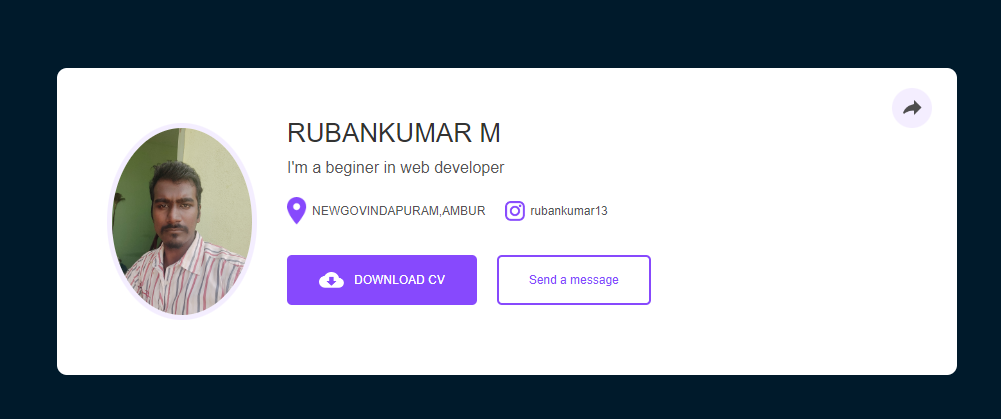 RUBANKUMAR M
I'm a beginer in web developer
NEWGOVINDAPURAM,AMBUR rubankumar13
DOWNLOAD CV Send a message